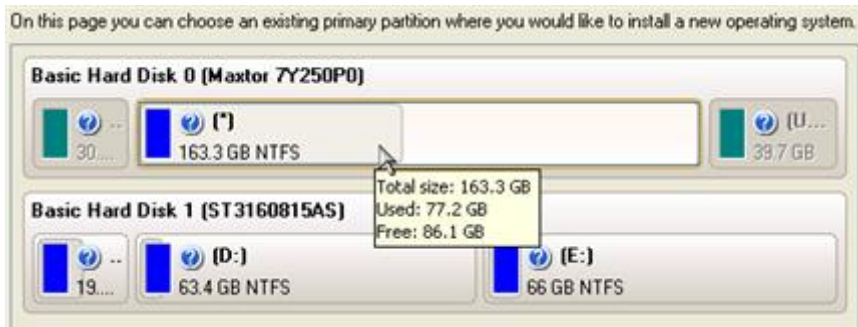 On this page you can choose an existing primary partition where you would like to install a new operating system.
Basic Hard Disk 0 (Maxtor 7Y250P0)
..
30....
(*)
163.3 GB NTFS
(U...
39.7 GB
Total size: 163.3 GB
Used: 77.2 GB
Free: 86.1 GB
Basic Hard Disk 1 (ST3160815AS)
..
19....
(D:)
63.4 GB NTFS
(E:)
66 GB NTFS